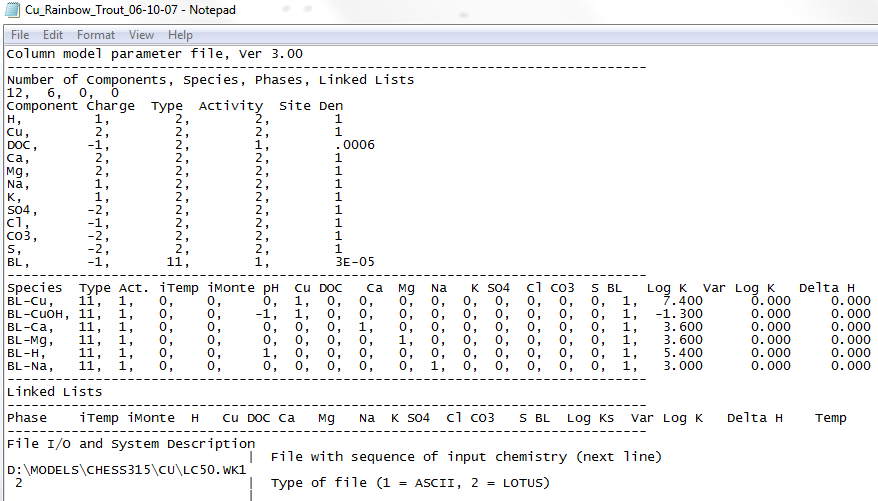 Cu_Rainbow_Trout_06-10-07 - Notepad
File Edit Format View Help
Column model parameter file, Ver 3.00
--------------------------------------------------------------------------------
Number of Components, Species, Phases, Linked Lists
12, 6, 0, 0
Component Charge Type Activity Site Den
H, 1, 2, 2, 1
Cu, 2, 2, 2, 1
DOC, -1, 2, 1, .0006
Ca, 2, 2, 2, 1
Mg, 2, 2, 2, 1
Na, 1, 2, 2, 1
K, 1, 2, 2, 1
SO4, -2, 2, 2, 1
Cl, -1, 2, 2, 1
CO3, -2, 2, 2, 1
S, -2, 2, 2, 1
BL, -1, 11, 1, 3E-05
--------------------------------------------------------------------------------
Species Type Act. iTemp iMonte pH Cu DOC Ca Mg Na K SO4 Cl CO3 S BL Log K Var Log K Delta H
BL-Cu, 11, 1, 0, 0, 0, 1, 0, 0, 0, 0, 0, 0, 0, 0, 0, 1, 7.400 0.000 0.000
BL-CuOH, 11, 1, 0, 0, -1, 1, 0, 0, 0, 0, 0, 0, 0, 0, 0, 1, -1.300 0.000 0.000
BL-Ca, 11, 1, 0, 0, 0, 0, 0, 1, 0, 0, 0, 0, 0, 0, 0, 1, 3.600 0.000 0.000
BL-Mg, 11, 1, 0, 0, 0, 0, 0, 0, 1, 0, 0, 0, 0, 0, 0, 1, 3.600 0.000 0.000
BL-H, 11, 1, 0, 0, 1, 0, 0, 0, 0, 0, 0, 0, 0, 0, 0, 1, 5.400 0.000 0.000
BL-Na, 11, 1, 0, 0, 0, 0, 0, 0, 0, 1, 0, 0, 0, 0, 0, 1, 3.000 0.000 0.000
--------------------------------------------------------------------------------
Linked Lists
--------------------------------------------------------------------------------
Phase iTemp iMonte H Cu DOC Ca Mg Na K SO4 Cl CO3 S BL Log Ks Var Log K Delta H Temp
--------------------------------------------------------------------------------
File I/O and System Description
| File with sequence of input chemistry (next line)
D:\MODELS\CHESS315\CU\LC50.WK1
2 | Type of file (1 = ASCII, 2 = LOTUS)
|